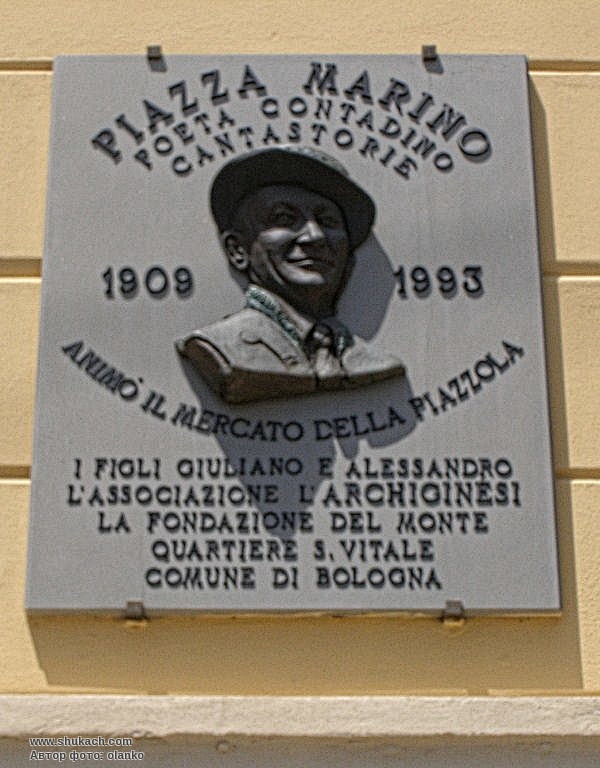 PIAZZA MARINO
POETA CONTADINO
CANTASTORIE
1909 1993
ANIMÒ IL MERCATO DELLA PIAZZOLA
I FIGLI GIULIANO E ALESSANDRO
L'ASSOCIAZIONE L'ARCHIGINESI
LA FONDAZIONE DEL MONTE
QUARTIERE S. VITALE
COMUNE DI BOLOGNA
www.shukach.com
Автор фото: olanko